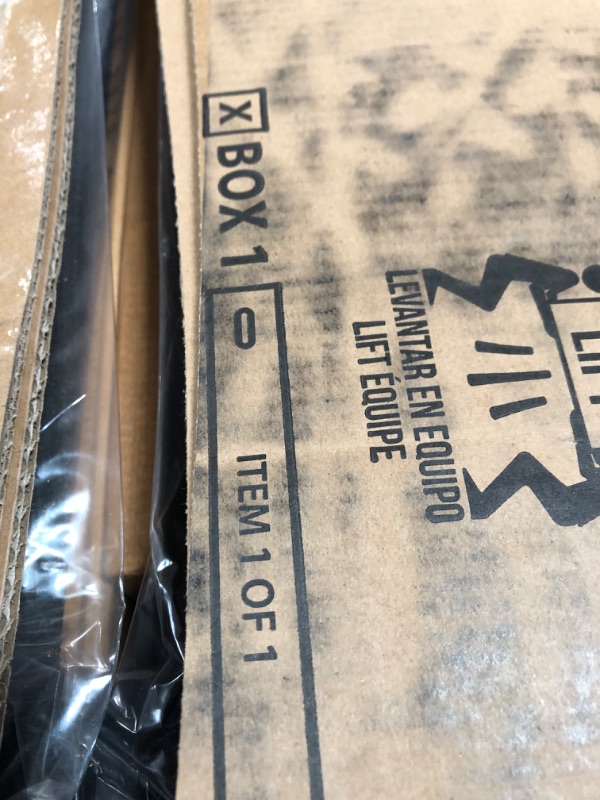 X BOX 1
0 ITEM 1 OF 1
LEVANTAR EN EQUIPO
LIFT ÉQUIPE